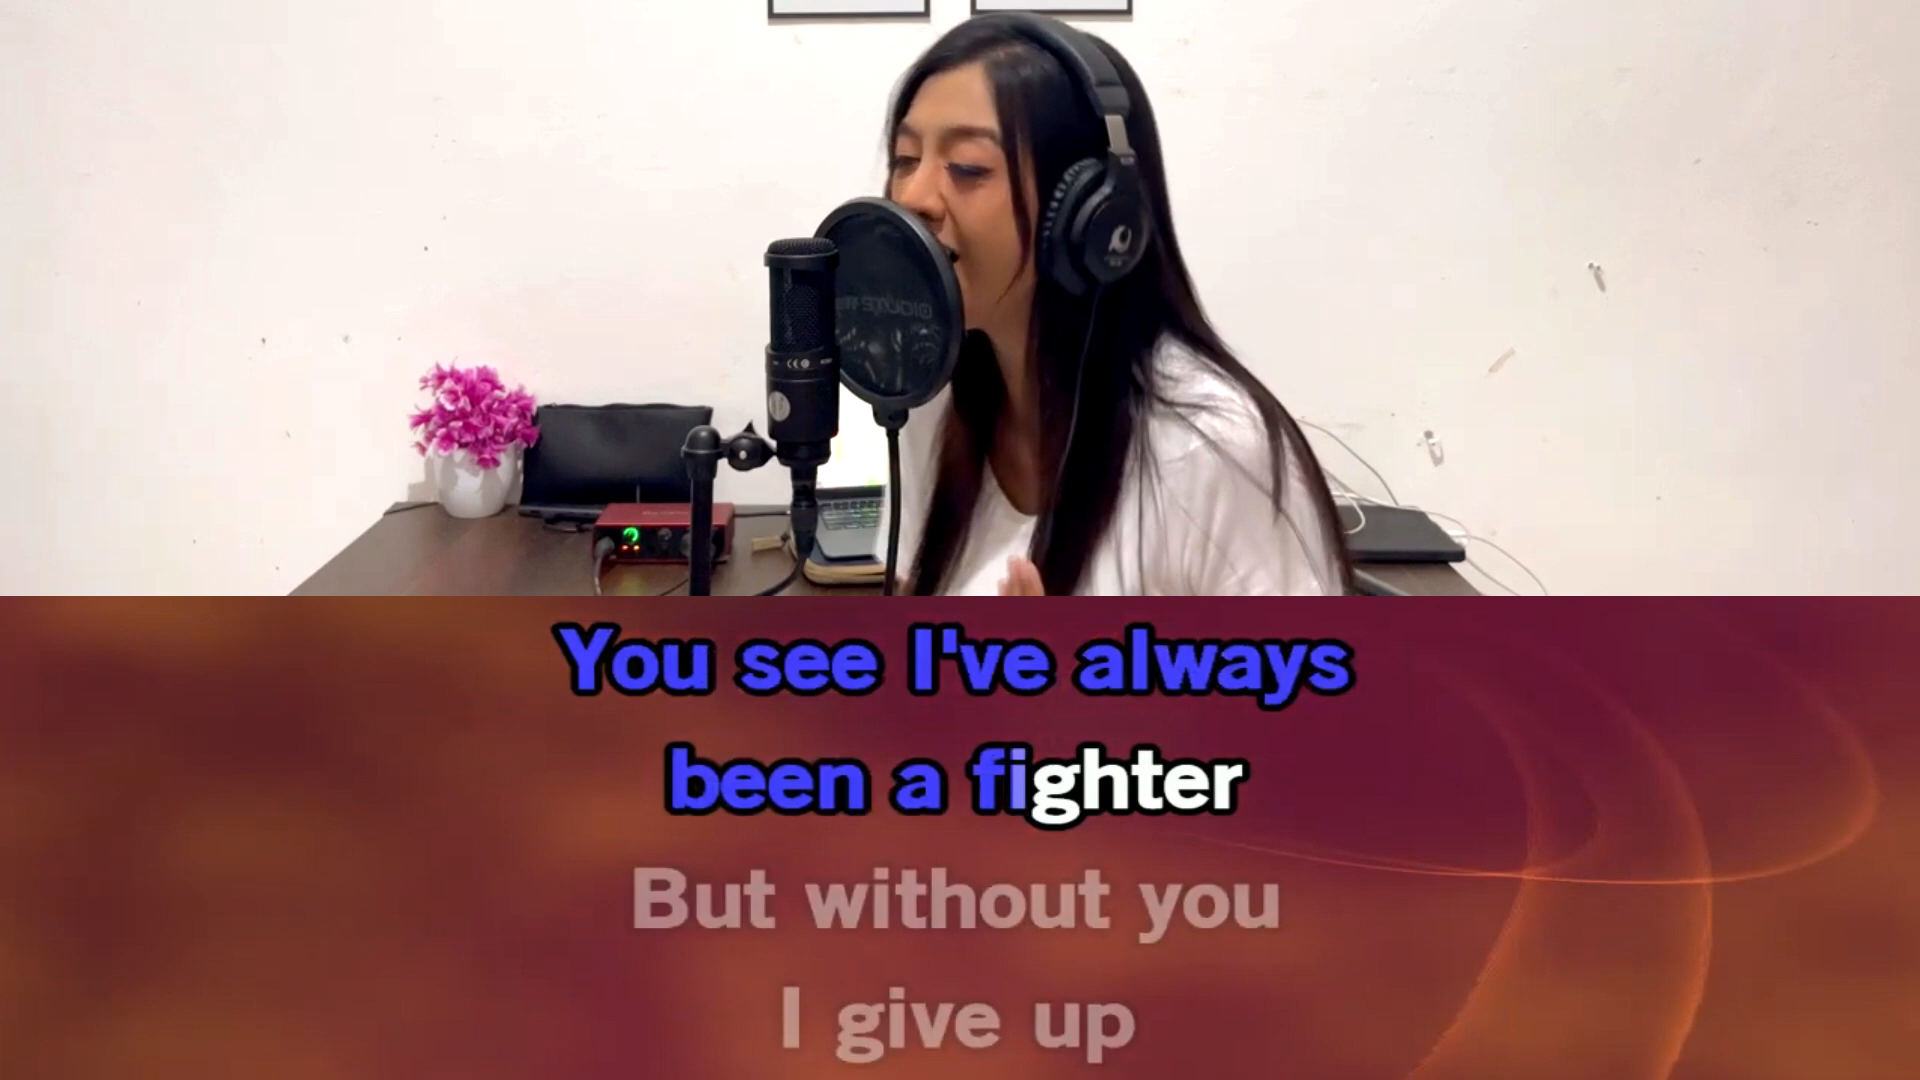 You see I've always
been a fighter
But without you
I give up